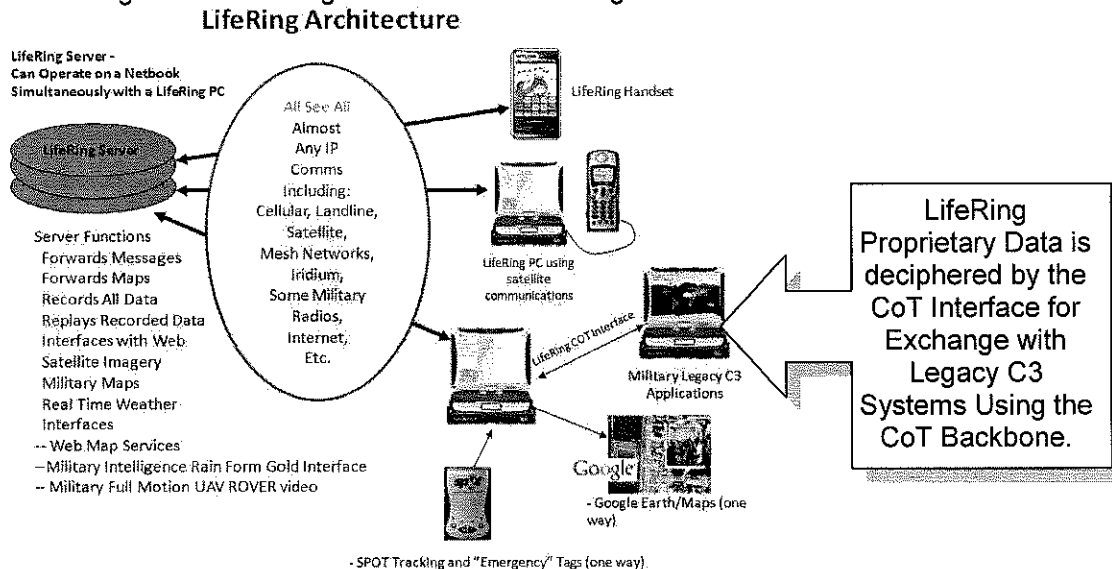 LifeRing Architecture
LifeRing Server -
Can Operate on a Netbook
Simultaneously with a LifeRing PC
LifeRing Server
Server Functions
Forwards Messages
Forwards Maps
Records All Data
Replays Recorded Data
Interfaces with Web
Satellite Imagery
Military Maps
Real Time Weather
Interfaces
-- Web Map Services
--Military Intelligence Rain Form Gold Interface
-- Military Full Motion UAV ROVER video
All See All
Almost
Any IP
Comms
Including:
Cellular, Landline,
Satellite,
Mesh Networks,
Iridium,
Some Military
Radios,
Internet,
Etc.
LifeRing Handset
LifeRing PC using
satellite
communications
LifeRing COT Interface
Military Legacy C3
Applications
Google
- Google Earth/Maps (one
way)
- SPOT Tracking and "Emergency" Tags (one way)
LifeRing
Proprietary Data is
deciphered by the
CoT Interface for
Exchange with
Legacy C3
Systems Using the
CoT Backbone.